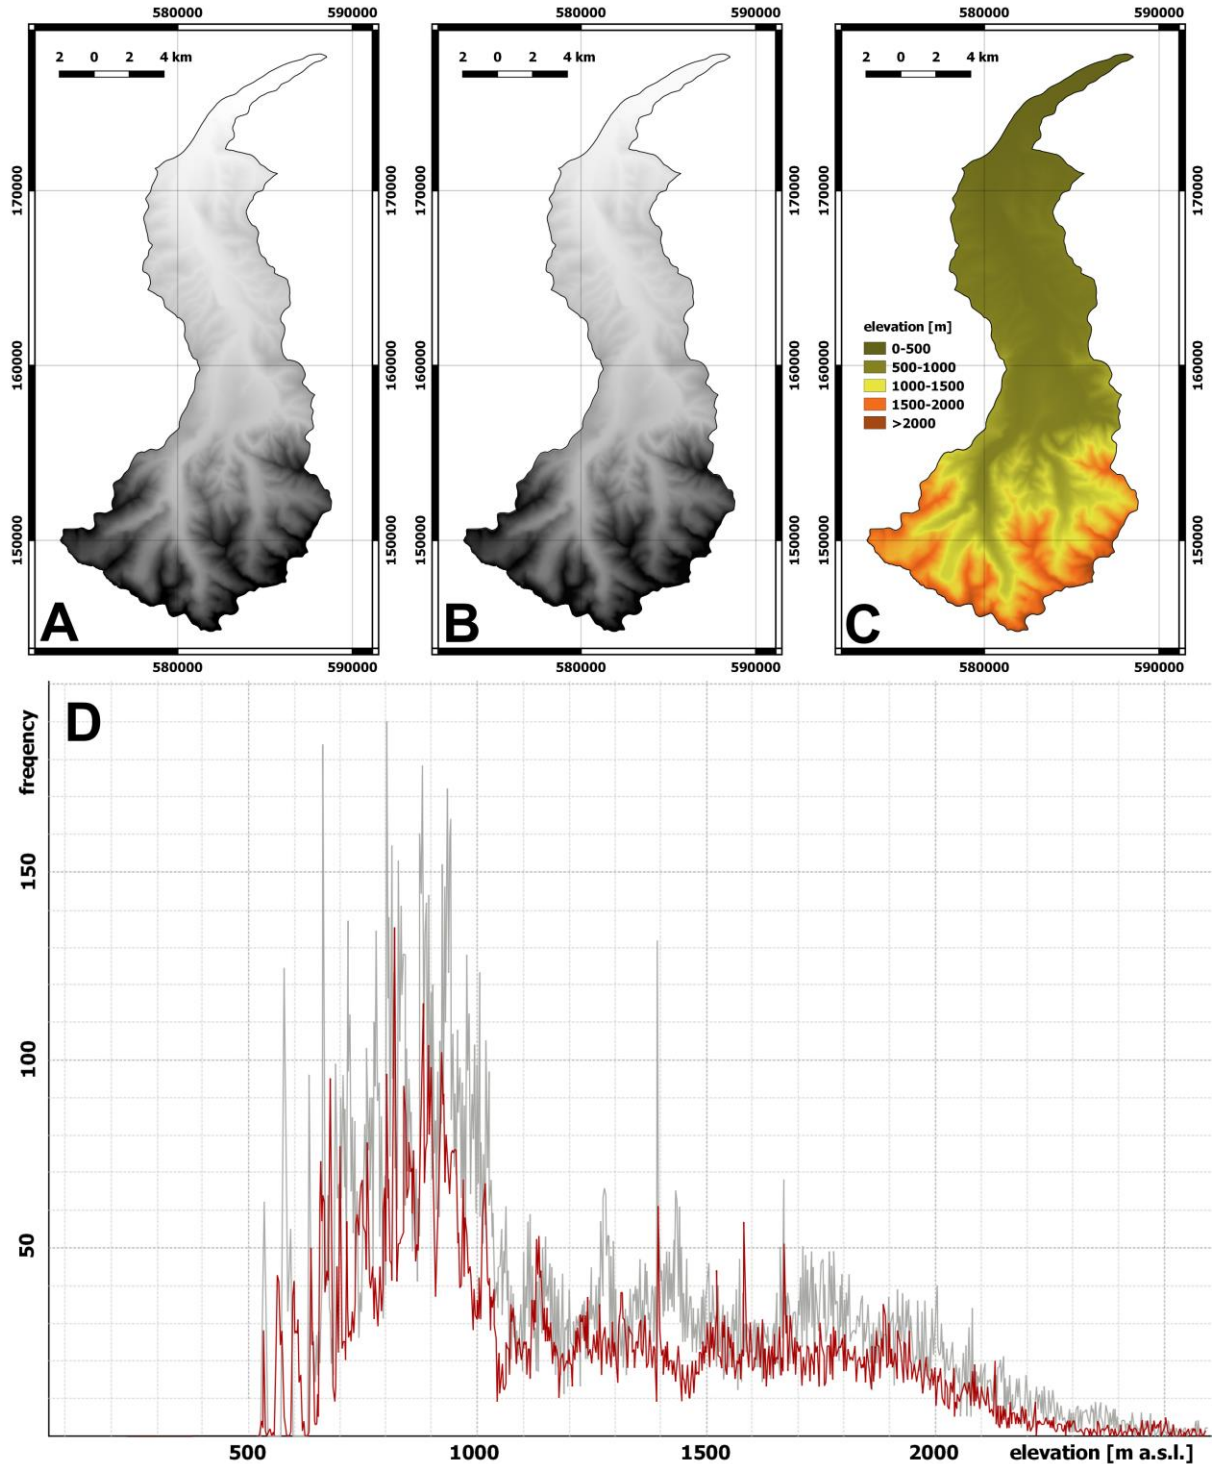 580000 590000 580000 590000 580000 590000
2 0 2 4 km 2 0 2 4 km 2 0 2 4 km
170000 170000 170000 170000 170000 170000
elevation [m]
0-500
500-1000
1000-1500
1500-2000
>2000
160000 160000 160000 160000 160000 160000
150000 150000 150000 150000 150000 150000
A B C
580000 590000 580000 590000 580000 590000
D
freqency
150
100
50
500 1000 1500 2000 elevation [m a.s.l.]